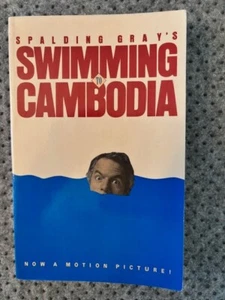 SPALDING GRAY'S
SWIMMING
TO
CAMBODIA
NOW A MOTION PICTURE!